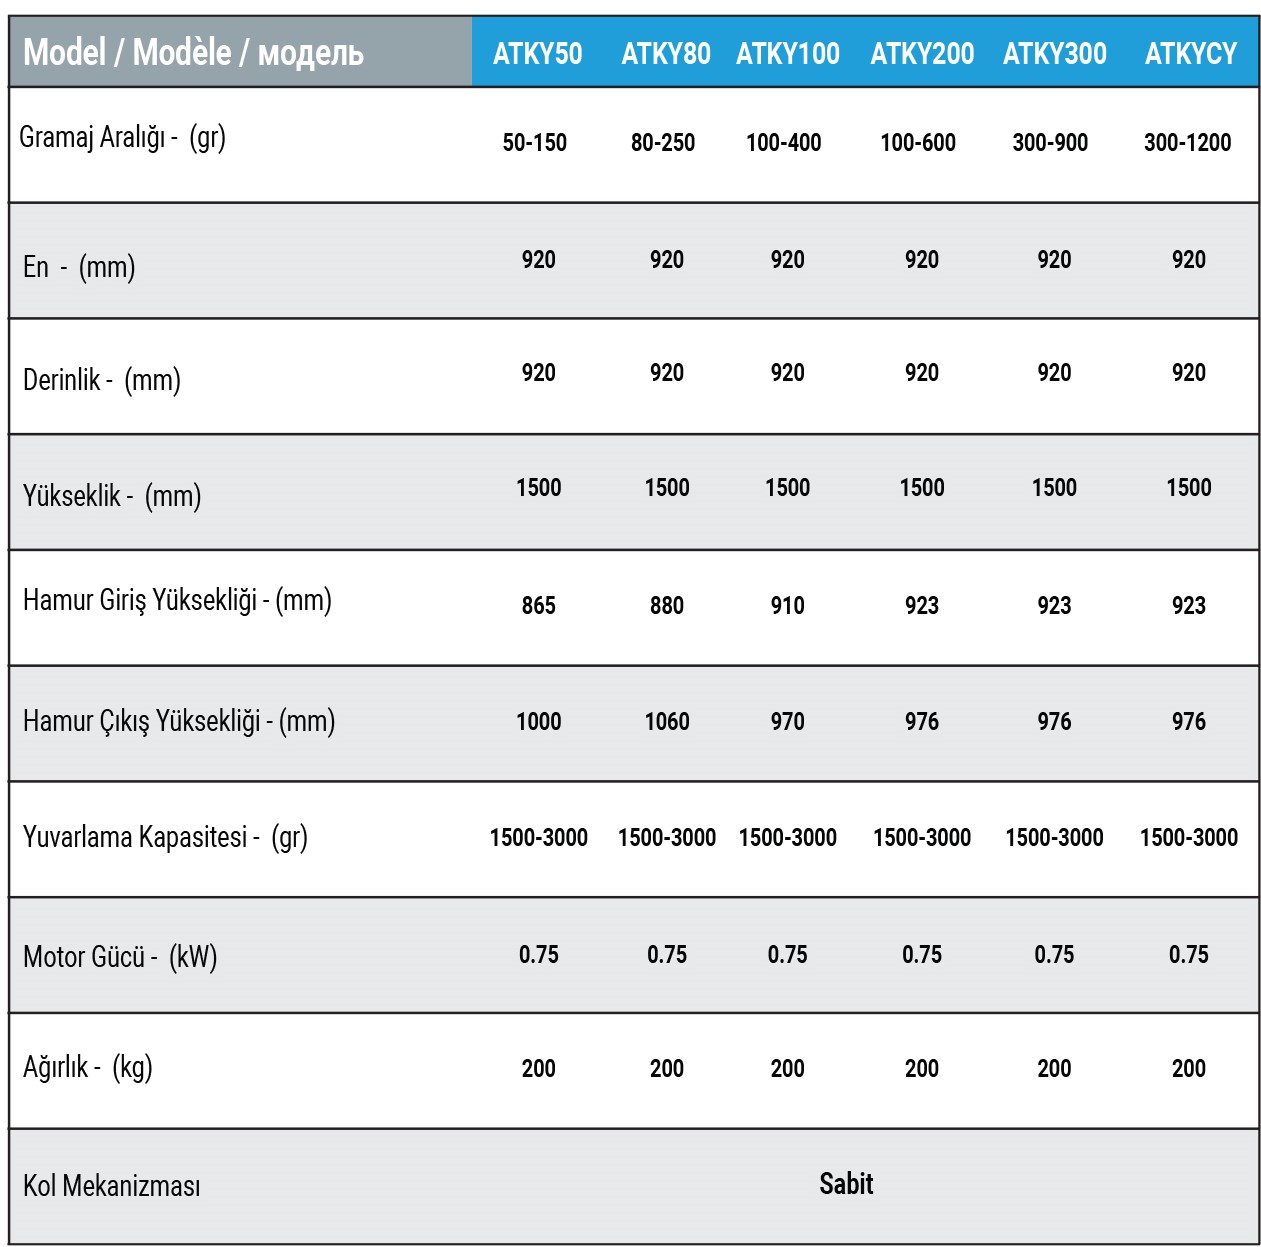 Model / Modèle / модель ATKY50 ATKY80 ATKY100 ATKY200 ATKY300 ATKYCY
Gramaj Aralığı - (gr) 50-150 80-250 100-400 100-600 300-900 300-1200
En - (mm) 920 920 920 920 920 920
Derinlik - (mm) 920 920 920 920 920 920
Yükseklik - (mm) 1500 1500 1500 1500 1500 1500
Hamur Giriş Yüksekliği - (mm) 865 880 910 923 923 923
Hamur Çıkış Yüksekliği - (mm) 1000 1060 970 976 976 976
Yuvarlama Kapasitesi - (gr) 1500-3000 1500-3000 1500-3000 1500-3000 1500-3000 1500-3000
Motor Gücü - (kW) 0.75 0.75 0.75 0.75 0.75 0.75
Ağırlık - (kg) 200 200 200 200 200 200
Kol Mekanizması Sabit